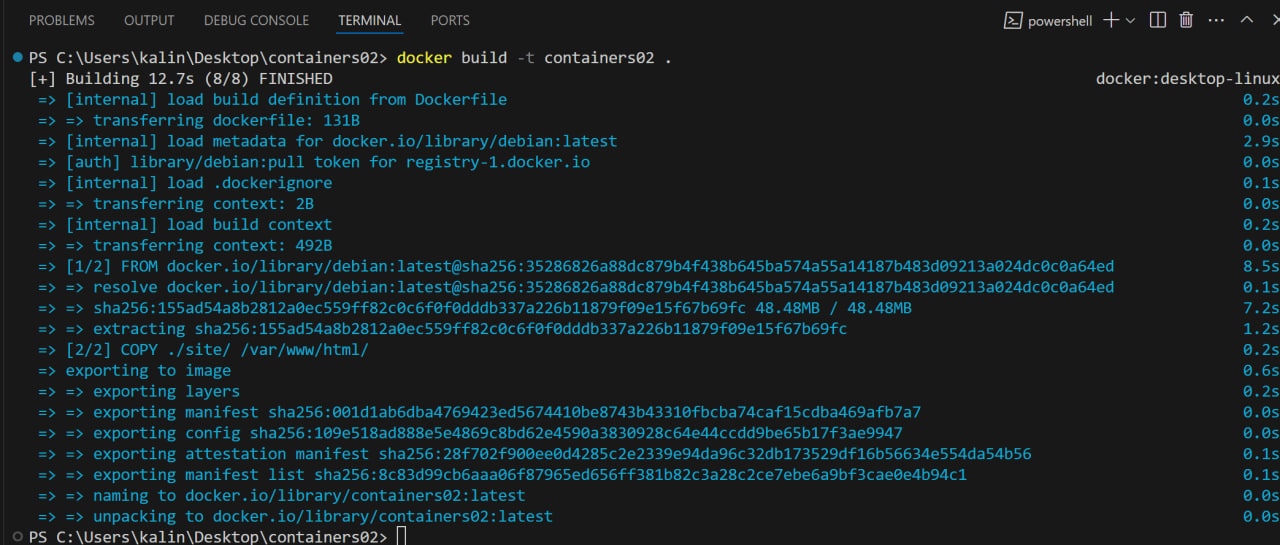 PROBLEMS OUTPUT DEBUG CONSOLE TERMINAL PORTS powershell
PS C:\Users\kalin\Desktop\containers02> docker build -t containers02 .
[+] Building 12.7s (8/8) FINISHED docker:desktop-linux
=> [internal] load build definition from Dockerfile 0.2s
=> => transferring dockerfile: 131B 0.0s
=> [internal] load metadata for docker.io/library/debian:latest 2.9s
=> [auth] library/debian:pull token for registry-1.docker.io 0.0s
=> [internal] load .dockerignore 0.1s
=> => transferring context: 2B 0.0s
=> [internal] load build context 0.2s
=> => transferring context: 492B 0.0s
=> [1/2] FROM docker.io/library/debian:latest@sha256:35286826a88dc879b4f438b645ba574a55a14187b483d09213a024dc0c0a64ed 8.5s
=> => resolve docker.io/library/debian:latest@sha256:35286826a88dc879b4f438b645ba574a55a14187b483d09213a024dc0c0a64ed 0.1s
=> => sha256:155ad54a8b2812a0ec559ff82c0c6f0f0dddb337a226b11879f09e15f67b69fc 48.48MB / 48.48MB 7.2s
=> => extracting sha256:155ad54a8b2812a0ec559ff82c0c6f0f0dddb337a226b11879f09e15f67b69fc 1.2s
=> [2/2] COPY ./site/ /var/www/html/ 0.2s
=> exporting to image 0.6s
=> => exporting layers 0.2s
=> => exporting manifest sha256:001d1ab6dba4769423ed5674410be8743b43310fbcba74caf15cdba469afb7a7 0.0s
=> => exporting config sha256:109e518ad888e5e4869c8bd62e4590a3830928c64e44ccdd9be65b17f3ae9947 0.0s
=> => exporting attestation manifest sha256:28f702f900ee0d4285c2e2339e94da96c32db173529df16b56634e554da54b56 0.1s
=> => exporting manifest list sha256:8c83d99cb6aaa06f87965ed656ff381b82c3a28c2ce7ebe6a9bf3cae0e4b94c1 0.1s
=> => naming to docker.io/library/containers02:latest 0.0s
=> => unpacking to docker.io/library/containers02:latest 0.0s
PS C:\Users\kalin\Desktop\containers02>